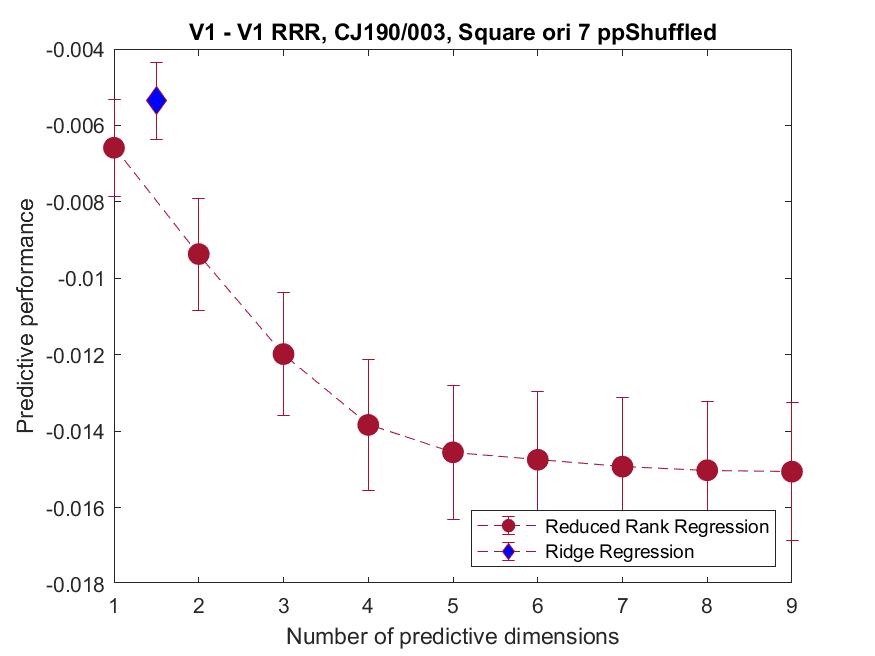 V1 - V1 RRR, CJ190/003, Square ori 7 ppShuffled
-0.004
-0.006
-0.008
-0.01
-0.012
-0.014
-0.016
-0.018
Predictive performance
Reduced Rank Regression
Ridge Regression
1 2 3 4 5 6 7 8 9
Number of predictive dimensions